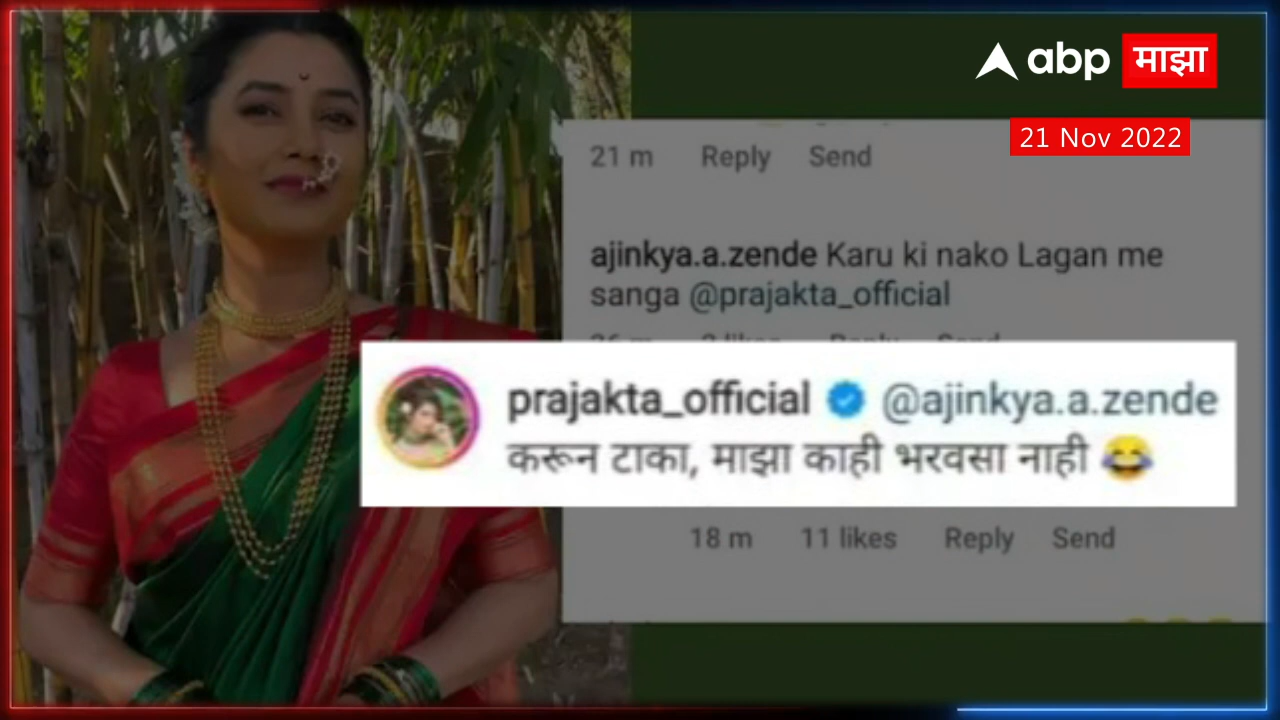 abp माझा
21 Nov 2022
21 m Reply Send
ajinkya.a.zende Karu ki nako Lagan me
sanga @prajakta_official
prajakta_official @ajinkya.a.zende
करून टाका, माझा काही भरवसा नाही 😂
18 m 11 likes Reply Send